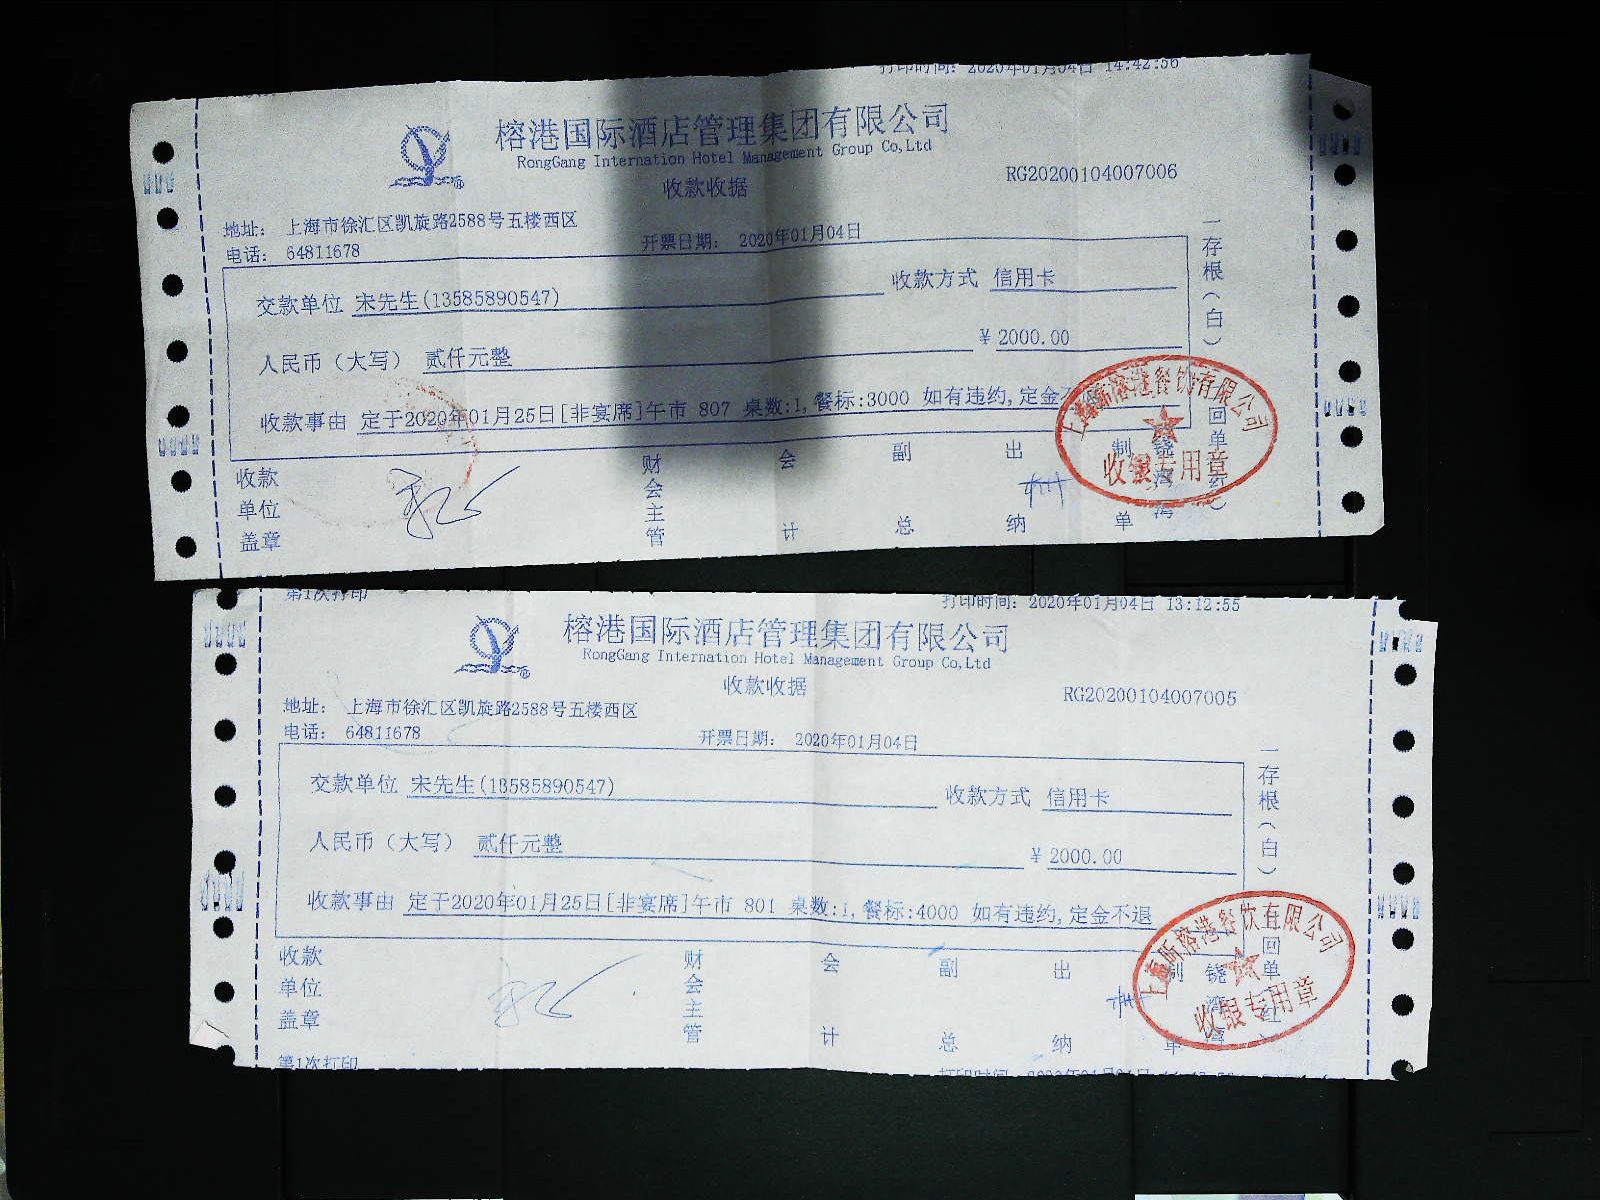 打印时间: 2020年01月04日 14:42:56
榕港国际酒店管理集团有限公司
RongGang Internation Hotel Management Group Co,Ltd
收款收据
RG20200104007006
地址: 上海市徐汇区凯旋路2588号五楼西区
电话: 64811678
开票日期: 2020年01月04日
交款单位 宋先生(13585890547)
收款方式 信用卡
人民币（大写） 贰仟元整
￥ 2000.00
收款事由 定于2020年01月25日[非宴席]午市 807 桌数:1,餐标:3000 如有违约,定金不
一存根(白)
回单
收款单位盖章
财会主管
会计
副总
出纳
制单
餐饮有限公司
收银专用章
第1次打印
打印时间: 2020年01月04日 13:12:55
榕港国际酒店管理集团有限公司
RongGang Internation Hotel Management Group Co,Ltd
收款收据
RG20200104007005
地址: 上海市徐汇区凯旋路2588号五楼西区
电话: 64811678
开票日期: 2020年01月04日
交款单位 宋先生(13585890547)
收款方式 信用卡
人民币（大写） 贰仟元整
￥ 2000.00
收款事由 定于2020年01月25日[非宴席]午市 801 桌数:1,餐标:4000 如有违约,定金不退
一存根(白)
回单
收款单位盖章
财会主管
会计
副总
出纳
制单
榕港餐饮有限公司
收银专用章
第1次打印